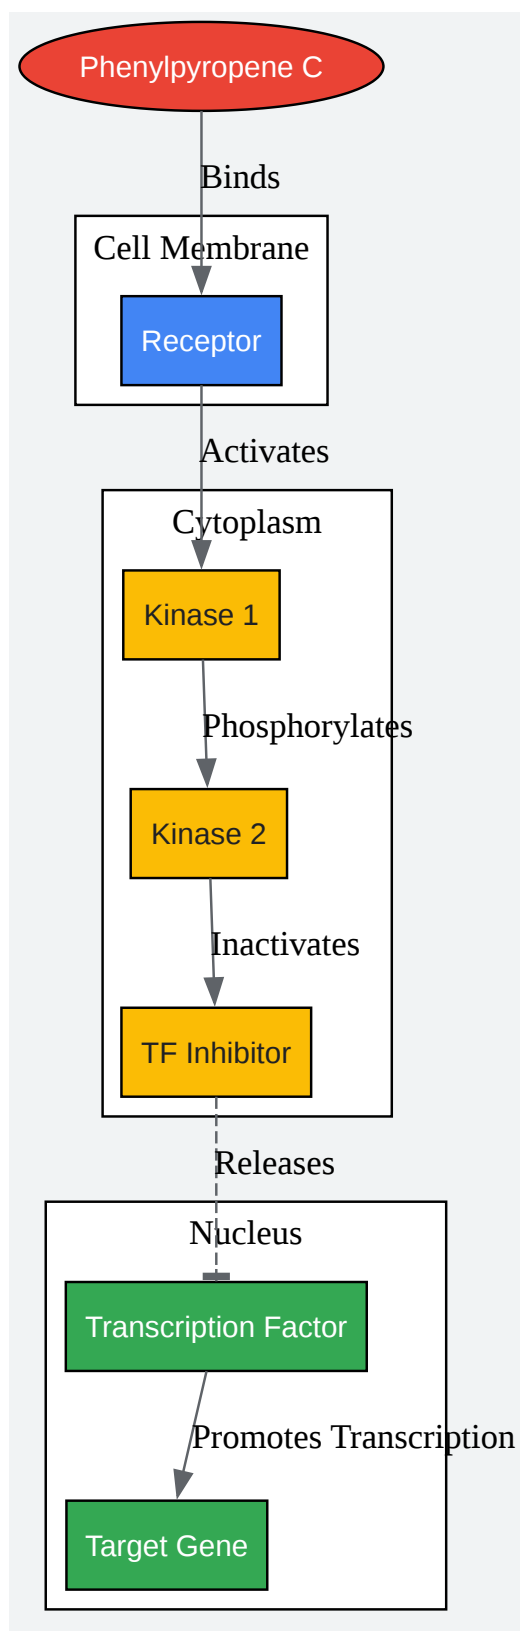 Phenylpyropene C
Binds
Cell Membrane
Receptor
Activates
Cytoplasm
Kinase 1
Phosphorylates
Kinase 2
Inactivates
TF Inhibitor
Releases
Nucleus
Transcription Factor
Promotes Transcription
Target Gene